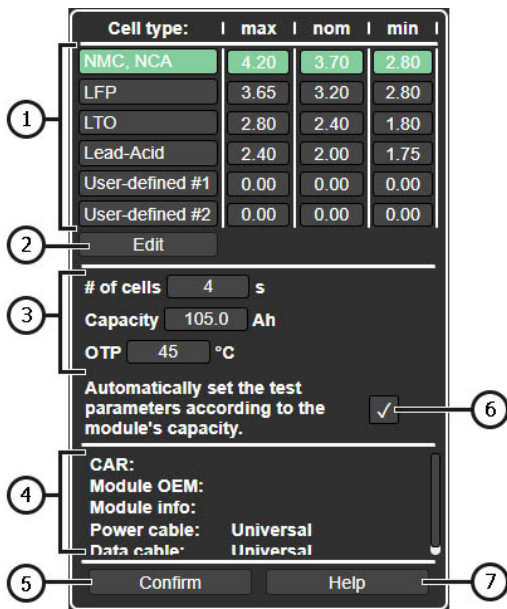 Cell type: | max | nom | min |
NMC, NCA 4.20 3.70 2.80
LFP 3.65 3.20 2.80
LTO 2.80 2.40 1.80
Lead-Acid 2.40 2.00 1.75
User-defined #1 0.00 0.00 0.00
User-defined #2 0.00 0.00 0.00
Edit
# of cells 4 s
Capacity 105.0 Ah
OTP 45 °C
Automatically set the test
parameters according to the
module's capacity. ✓
CAR:
Module OEM:
Module info:
Power cable: Universal
Data cable: Universal
Confirm Help
1
2
3
4
5
6
7